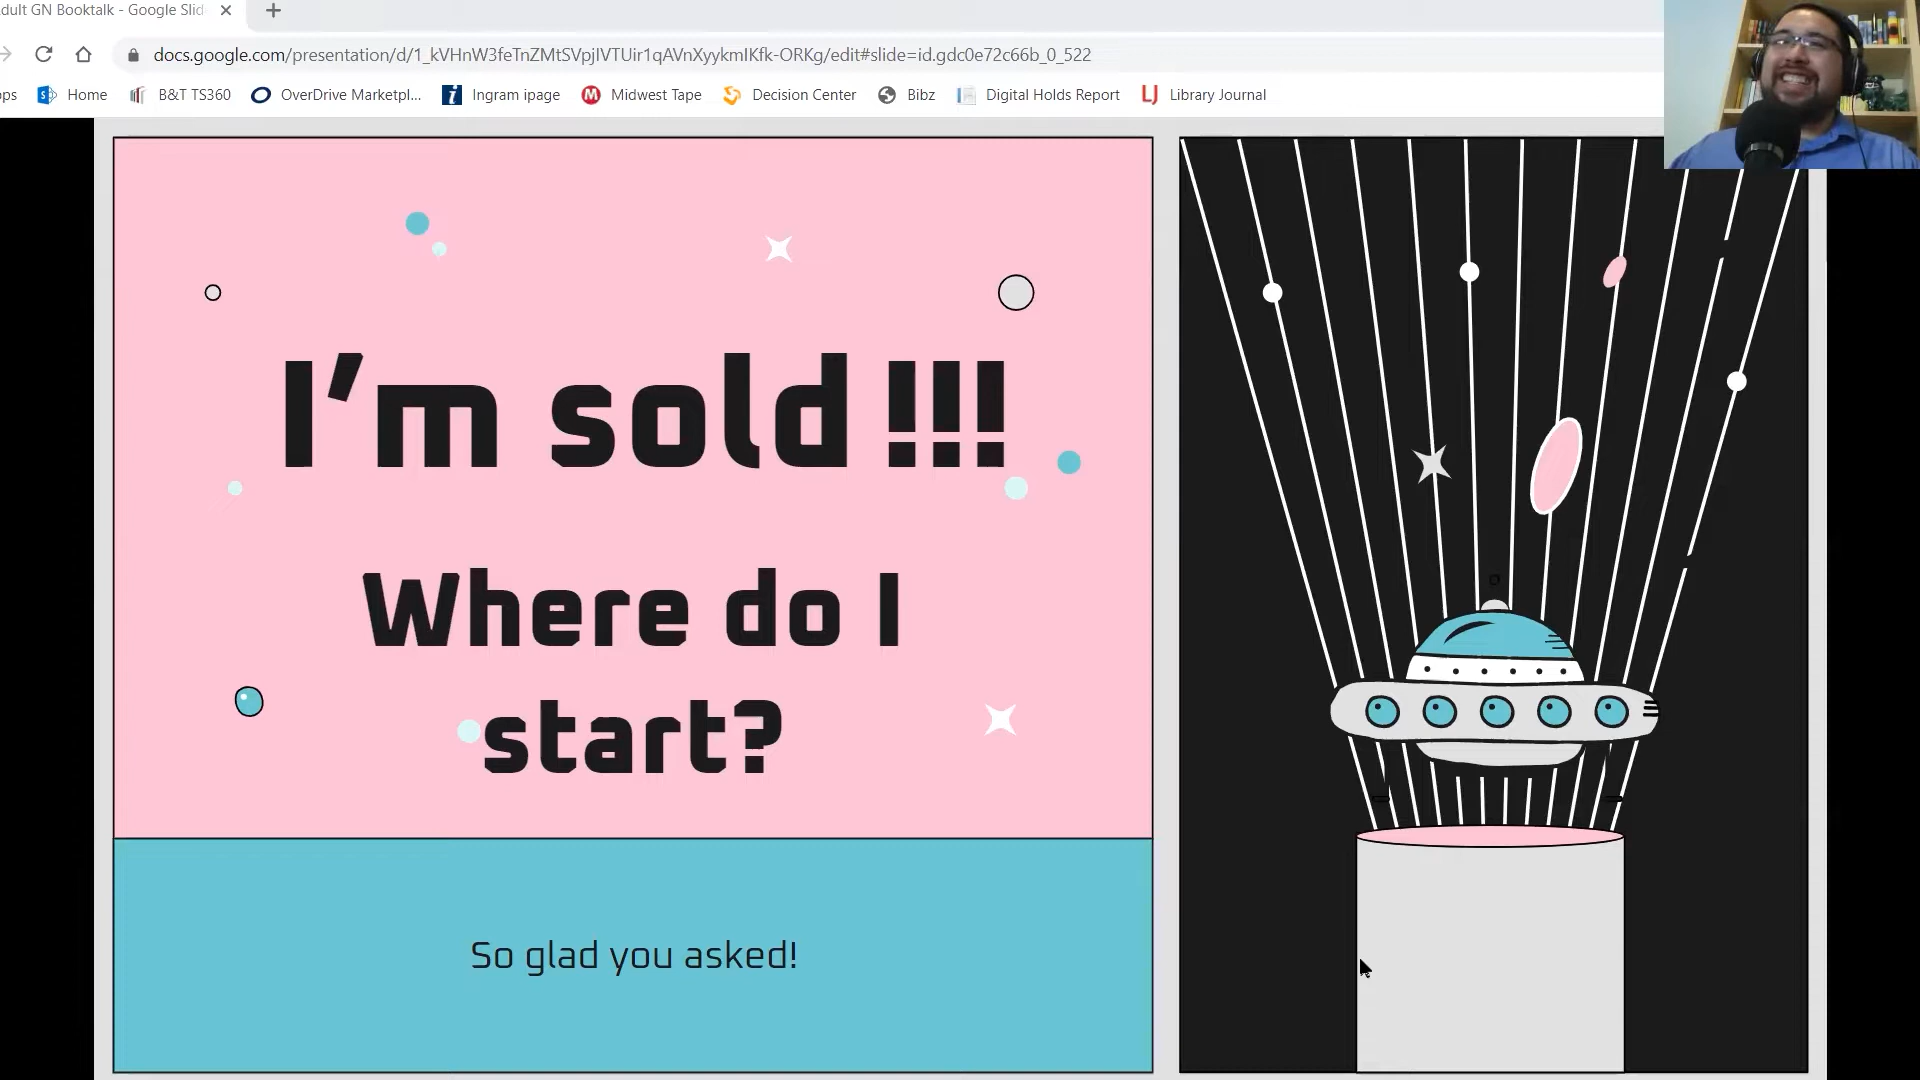 dult GN Booktalk - Google Slid
docs.google.com/presentation/d/1_kVHnW3feTnZMtSVpjIVTUir1qAVnXyykmIKfk-ORKg/edit#slide=id.gdc0e72c66b_0_522
ps Home B&T TS360 OverDrive Marketpl... Ingram ipage Midwest Tape Decision Center Bibz Digital Holds Report LJ Library Journal
I’m sold !!!
Where do I
start?
So glad you asked!